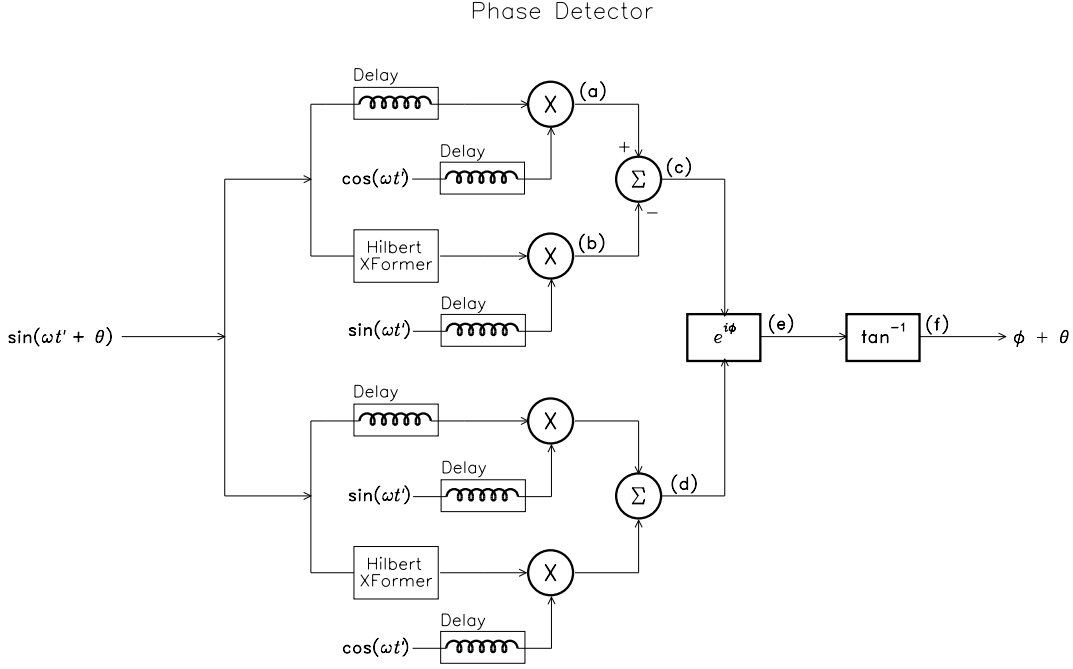 Phase Detector
Delay
X
(a)
Delay
cos(ωt')
+
Σ
(c)
Hilbert
XFormer
X
(b)
−
Delay
sin(ωt')
sin(ωt' + θ)
e^{iϕ}
(e)
tan⁻¹
(f)
ϕ + θ
Delay
X
Delay
sin(ωt')
Σ
(d)
Hilbert
XFormer
X
Delay
cos(ωt')